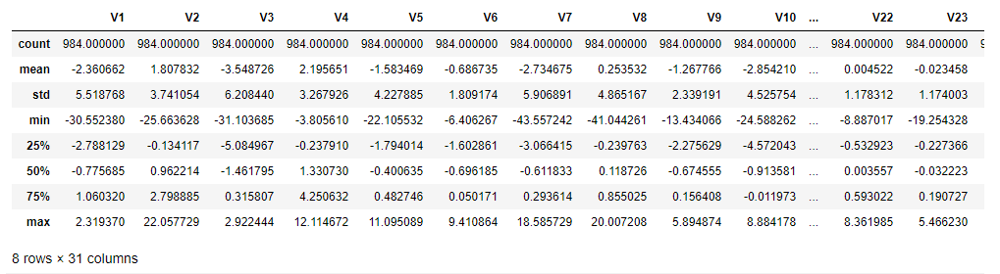 V1 V2 V3 V4 V5 V6 V7 V8 V9 V10 ... V22 V23
count 984.000000 984.000000 984.000000 984.000000 984.000000 984.000000 984.000000 984.000000 984.000000 984.000000 ... 984.000000 984.000000 9
mean -2.360662 1.807832 -3.548726 2.195651 -1.583469 -0.686735 -2.734675 0.253532 -1.267766 -2.854210 ... 0.004522 -0.023458
std 5.518768 3.741054 6.208440 3.267926 4.227885 1.809174 5.906891 4.865167 2.339191 4.525754 ... 1.178312 1.174003
min -30.552380 -25.663628 -31.103685 -3.805610 -22.105532 -6.406267 -43.557242 -41.044261 -13.434066 -24.588262 ... -8.887017 -19.254328
25% -2.788129 -0.134117 -5.084967 -0.237910 -1.794014 -1.602861 -3.066415 -0.239763 -2.275629 -4.572043 ... -0.532923 -0.227366
50% -0.775685 0.962214 -1.461795 1.330730 -0.400635 -0.696185 -0.611833 0.118726 -0.674555 -0.913581 ... 0.003557 -0.032223
75% 1.060320 2.798885 0.315807 4.250632 0.482746 0.050171 0.293614 0.855025 0.156408 -0.011973 ... 0.593022 0.190727
max 2.319370 22.057729 2.922444 12.114672 11.095089 9.410864 18.585729 20.007208 5.894874 8.884178 ... 8.361985 5.466230
8 rows × 31 columns